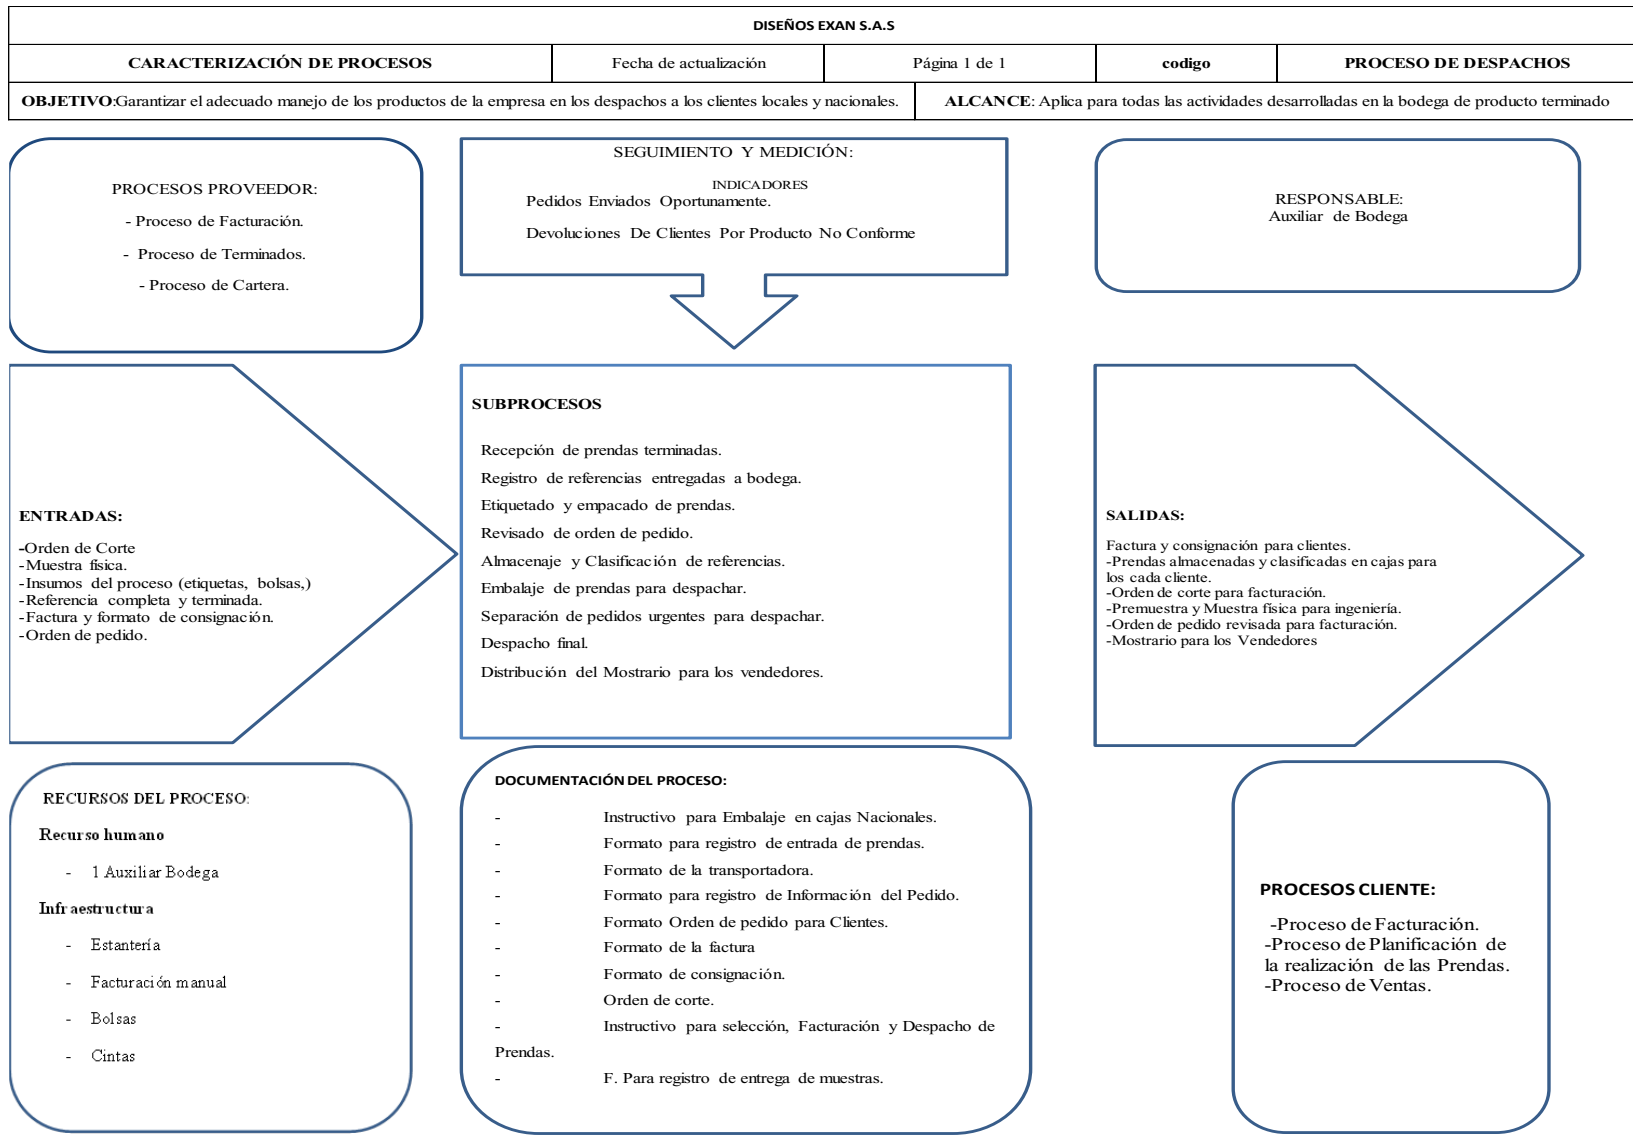 DISEÑOS EXAN S.A.S
CARACTERIZACIÓN DE PROCESOS
Fecha de actualización
Página 1 de 1
codigo
PROCESO DE DESPACHOS
OBJETIVO:Garantizar el adecuado manejo de los productos de la empresa en los despachos a los clientes locales y nacionales.
ALCANCE: Aplica para todas las actividades desarrolladas en la bodega de producto terminado
PROCESOS PROVEEDOR:
- Proceso de Facturación.
- Proceso de Terminados.
- Proceso de Cartera.
SEGUIMIENTO Y MEDICIÓN:
INDICADORES
Pedidos Enviados Oportunamente.
Devoluciones De Clientes Por Producto No Conforme
RESPONSABLE:
Auxiliar de Bodega
ENTRADAS:
-Orden de Corte
-Muestra física.
-Insumos del proceso (etiquetas, bolsas,)
-Referencia completa y terminada.
-Factura y formato de consignación.
-Orden de pedido.
SUBPROCESOS
Recepción de prendas terminadas.
Registro de referencias entregadas a bodega.
Etiquetado y empacado de prendas.
Revisado de orden de pedido.
Almacenaje y Clasificación de referencias.
Embalaje de prendas para despachar.
Separación de pedidos urgentes para despachar.
Despacho final.
Distribución del Mostrario para los vendedores.
SALIDAS:
Factura y consignación para clientes.
-Prendas almacenadas y clasificadas en cajas para
los cada cliente.
-Orden de corte para facturación.
-Premuestra y Muestra física para ingeniería.
-Orden de pedido revisada para facturación.
-Mostrario para los Vendedores
RECURSOS DEL PROCESO:
Recurso humano
- 1 Auxiliar Bodega
Infraestructura
- Estantería
- Facturación manual
- Bolsas
- Cintas
DOCUMENTACIÓN DEL PROCESO:
- Instructivo para Embalaje en cajas Nacionales.
- Formato para registro de entrada de prendas.
- Formato de la transportadora.
- Formato para registro de Información del Pedido.
- Formato Orden de pedido para Clientes.
- Formato de la factura
- Formato de consignación.
- Orden de corte.
- Instructivo para selección, Facturación y Despacho de
Prendas.
- F. Para registro de entrega de muestras.
PROCESOS CLIENTE:
-Proceso de Facturación.
-Proceso de Planificación de
la realización de las Prendas.
-Proceso de Ventas.